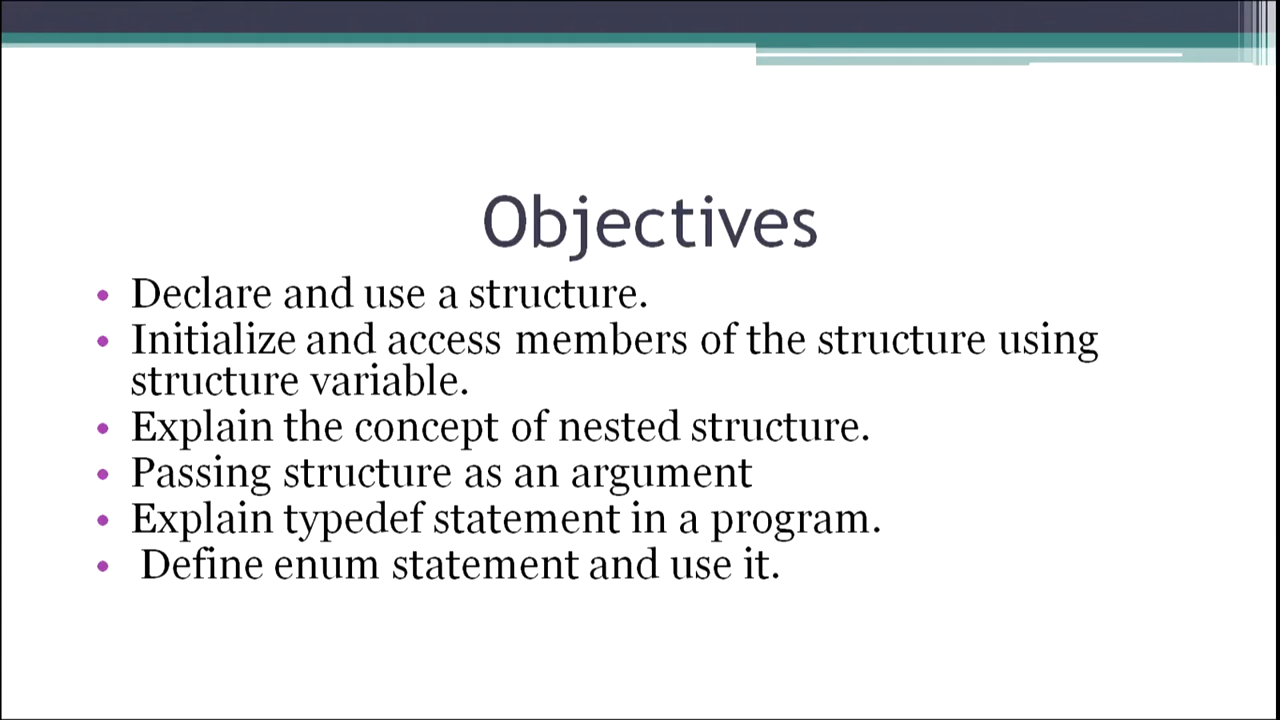 Objectives
• Declare and use a structure.
• Initialize and access members of the structure using
structure variable.
• Explain the concept of nested structure.
• Passing structure as an argument
• Explain typedef statement in a program.
• Define enum statement and use it.